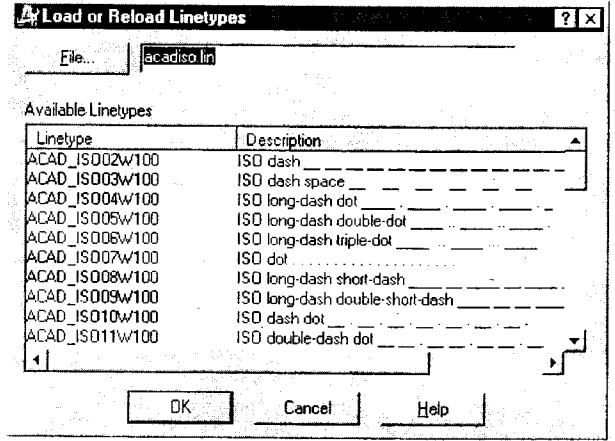 Load or Reload Linetypes
File... acadiso.lin
Available Linetypes
Linetype Description
ACAD_ISO02W100 ISO dash
ACAD_ISO03W100 ISO dash space
ACAD_ISO04W100 ISO long-dash dot
ACAD_ISO05W100 ISO long-dash double-dot
ACAD_ISO06W100 ISO long-dash triple-dot
ACAD_ISO07W100 ISO dot
ACAD_ISO08W100 ISO long-dash short-dash
ACAD_ISO09W100 ISO long-dash double-short-dash
ACAD_ISO10W100 ISO dash dot
ACAD_ISO11W100 ISO double-dash dot
OK Cancel Help